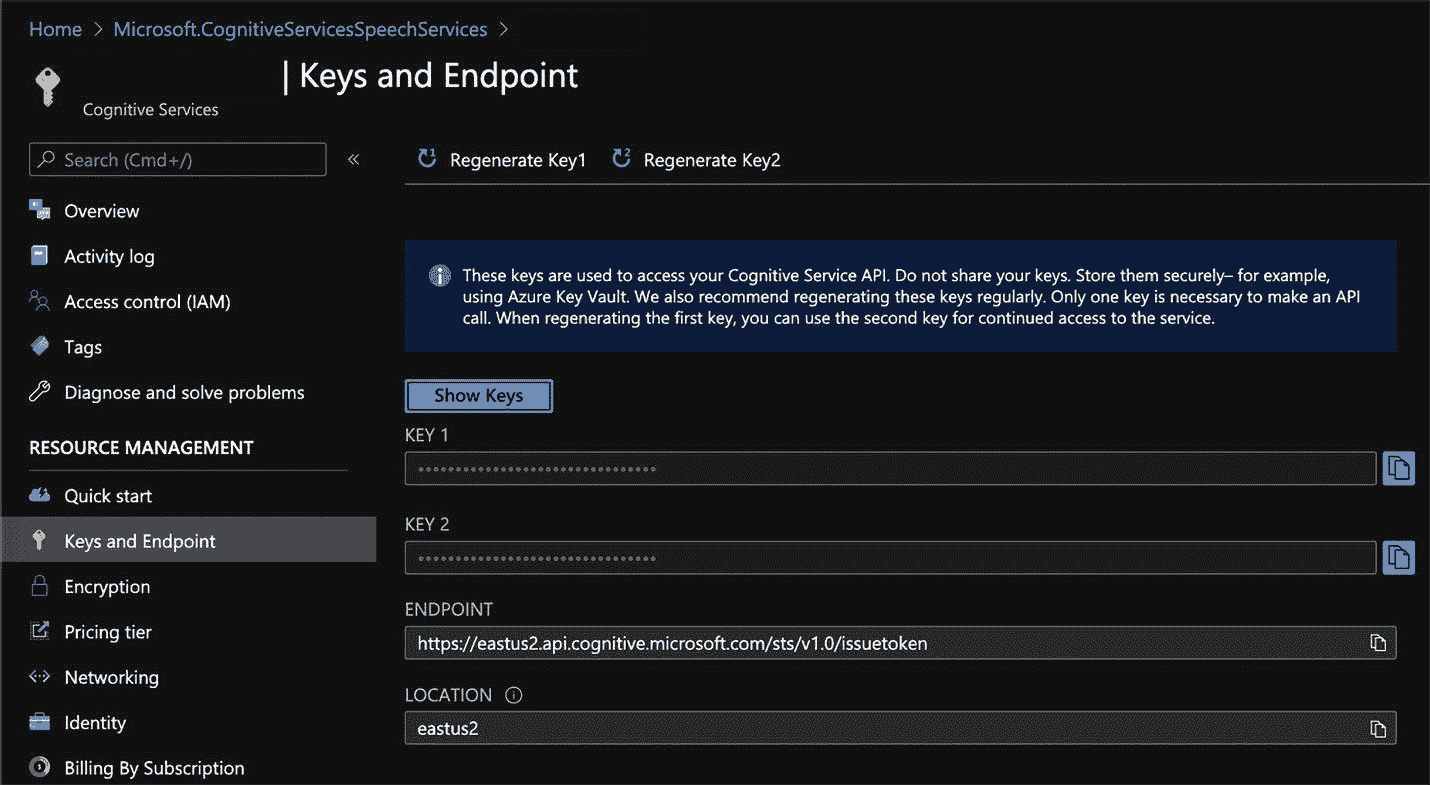 Home > Microsoft.CognitiveServicesSpeechServices >
| Keys and Endpoint
Cognitive Services
Search (Cmd+/)
«
Regenerate Key1
Regenerate Key2
Overview
Activity log
Access control (IAM)
Tags
Diagnose and solve problems
RESOURCE MANAGEMENT
Quick start
Keys and Endpoint
Encryption
Pricing tier
Networking
Identity
Billing By Subscription
These keys are used to access your Cognitive Service API. Do not share your keys. Store them securely– for example,
using Azure Key Vault. We also recommend regenerating these keys regularly. Only one key is necessary to make an API
call. When regenerating the first key, you can use the second key for continued access to the service.
Show Keys
KEY 1
••••••••••••••••••••••••••••••••
KEY 2
••••••••••••••••••••••••••••••••
ENDPOINT
https://eastus2.api.cognitive.microsoft.com/sts/v1.0/issuetoken
LOCATION
eastus2